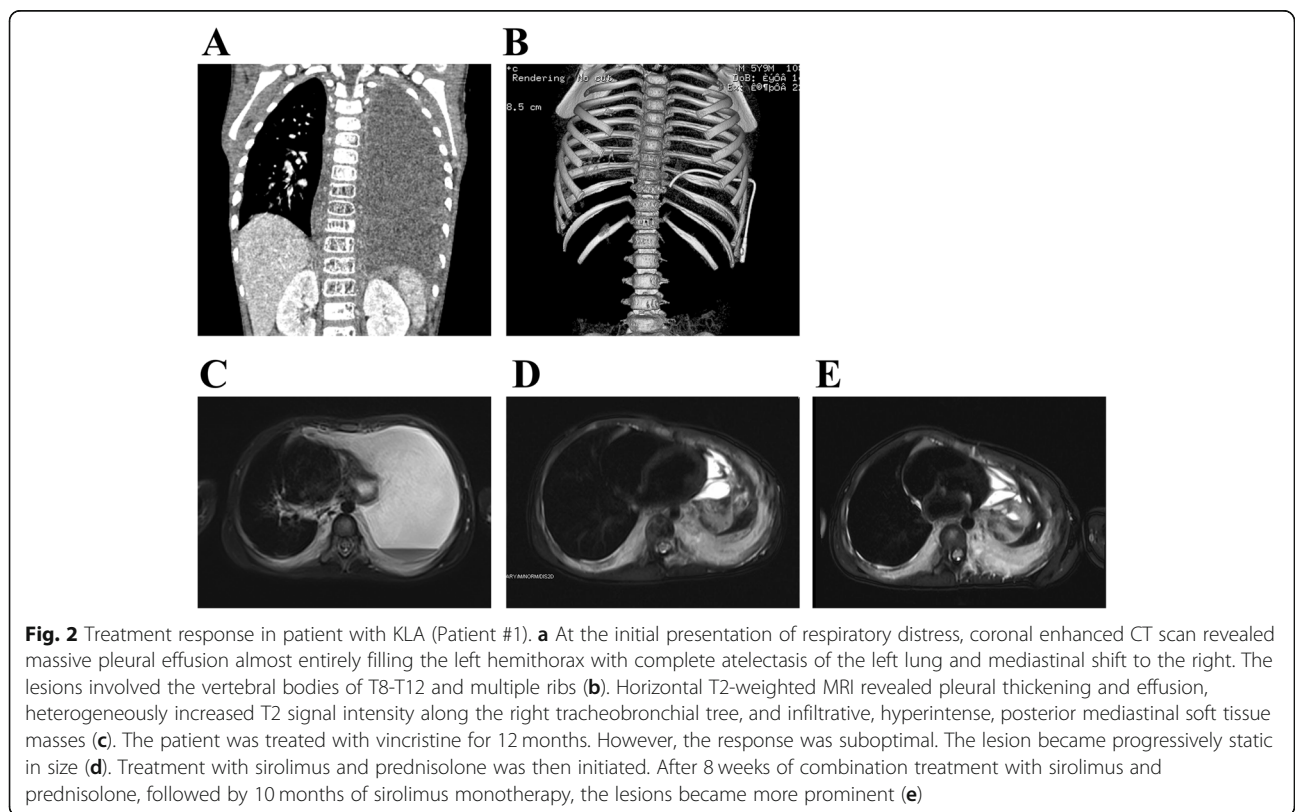 A
B
+c
Rendering No cut
8.5 cm
C
D
E
Fig. 2 Treatment response in patient with KLA (Patient #1). a At the initial presentation of respiratory distress, coronal enhanced CT scan revealed
massive pleural effusion almost entirely filling the left hemithorax with complete atelectasis of the left lung and mediastinal shift to the right. The
lesions involved the vertebral bodies of T8-T12 and multiple ribs (b). Horizontal T2-weighted MRI revealed pleural thickening and effusion,
heterogeneously increased T2 signal intensity along the right tracheobronchial tree, and infiltrative, hyperintense, posterior mediastinal soft tissue
masses (c). The patient was treated with vincristine for 12 months. However, the response was suboptimal. The lesion became progressively static
in size (d). Treatment with sirolimus and prednisolone was then initiated. After 8 weeks of combination treatment with sirolimus and
prednisolone, followed by 10 months of sirolimus monotherapy, the lesions became more prominent (e)